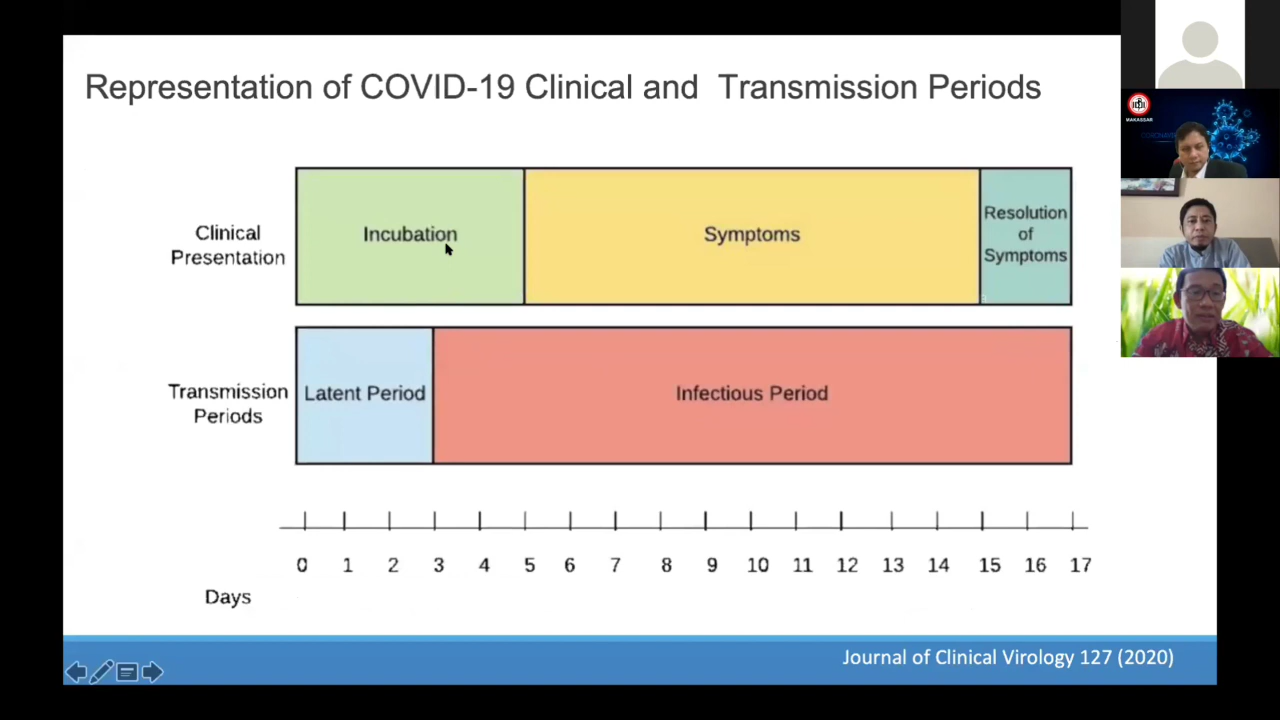 Representation of COVID-19 Clinical and Transmission Periods
MAKASSAR
Clinical
Presentation
Incubation
Symptoms
Resolution
of
Symptoms
Transmission
Periods
Latent Period
Infectious Period
0 1 2 3 4 5 6 7 8 9 10 11 12 13 14 15 16 17
Days
Journal of Clinical Virology 127 (2020)